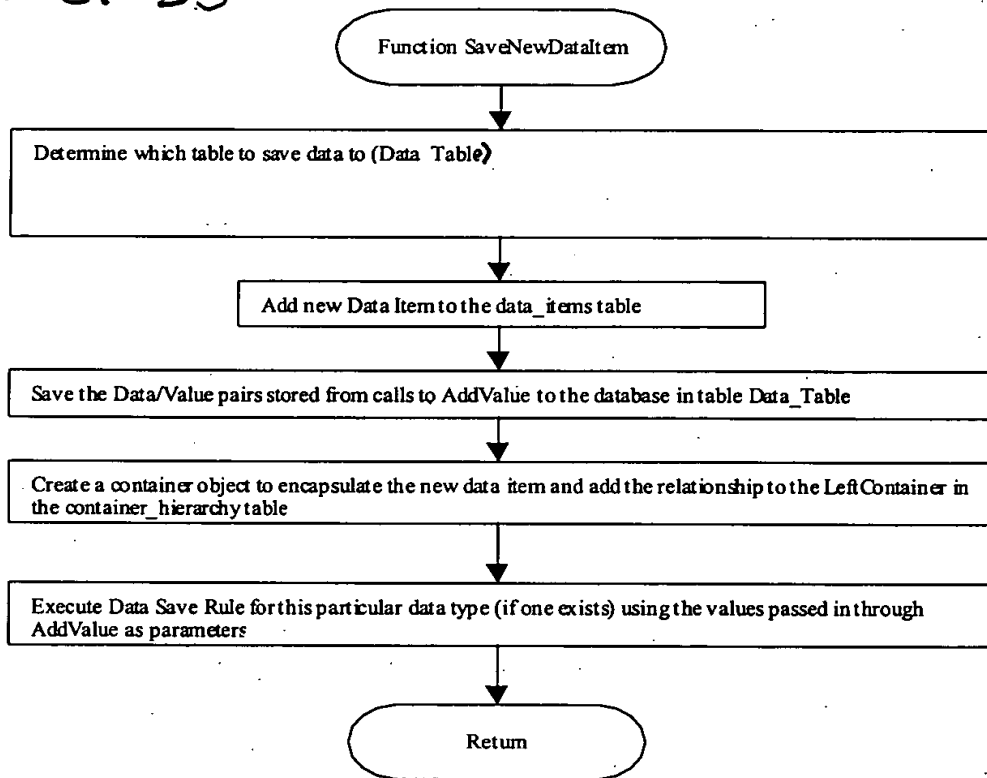 Function SaveNewDataItem
Determine which table to save data to (Data Table)
Add new Data Item to the data_items table
Save the Data/Value pairs stored from calls to AddValue to the database in table Data_Table
Create a container object to encapsulate the new data item and add the relationship to the LeftContainer in
the container_hierarchy table
Execute Data Save Rule for this particular data type (if one exists) using the values passed in through
AddValue as parameters
Return